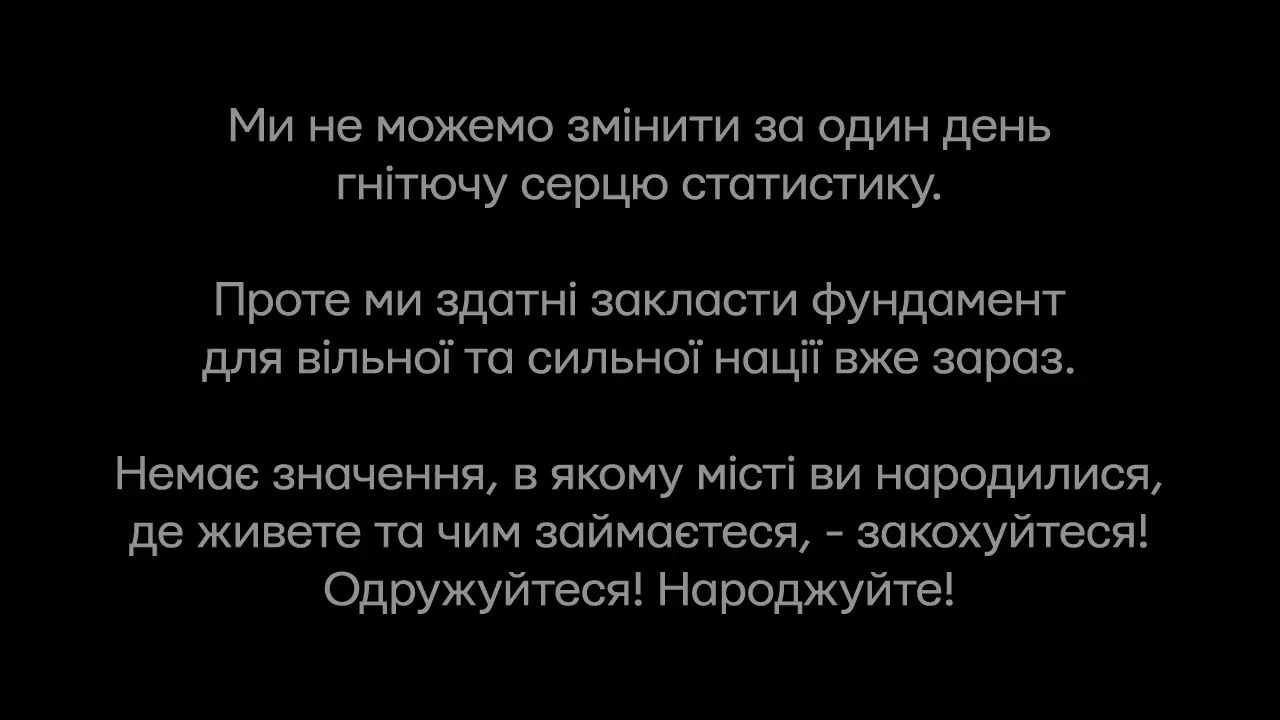 Ми не можемо змінити за один день
гнітючу серцю статистику.
Проте ми здатні закласти фундамент
для вільної та сильної нації вже зараз.
Немає значення, в якому місті ви народилися,
де живете та чим займаєтеся, - закохуйтеся!
Одружуйтеся! Народжуйте!